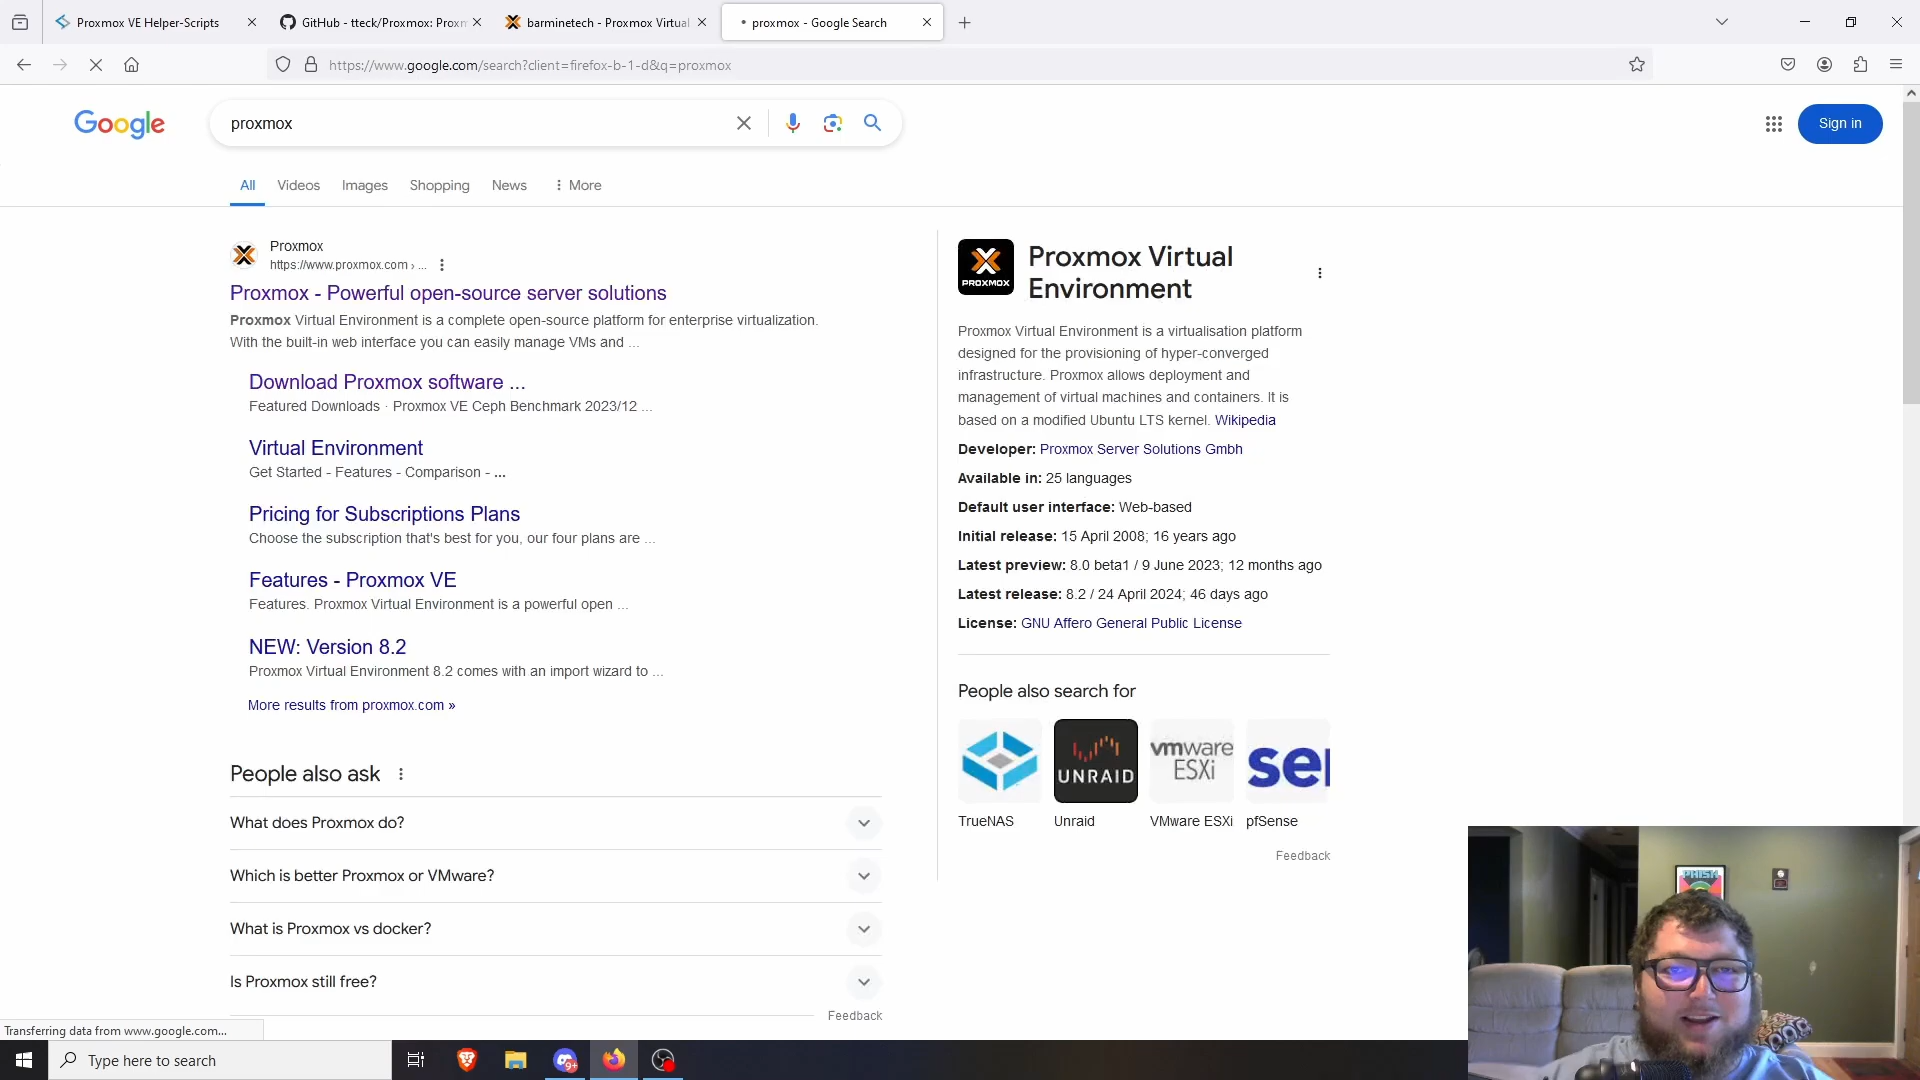 Proxmox VE Helper-Scripts
GitHub - tteck/Proxmox: Proxm
barminetech - Proxmox Virtual
proxmox - Google Search
https://www.google.com/search?client=firefox-b-1-d&q=proxmox
Google
proxmox
Sign in
All
Videos
Images
Shopping
News
More
Proxmox
https://www.proxmox.com › ...
Proxmox - Powerful open-source server solutions
Proxmox Virtual Environment is a complete open-source platform for enterprise virtualization.
With the built-in web interface you can easily manage VMs and ...
Download Proxmox software ...
Featured Downloads · Proxmox VE Ceph Benchmark 2023/12 ...
Virtual Environment
Get Started - Features - Comparison - ...
Pricing for Subscriptions Plans
Choose the subscription that's best for you, our four plans are ...
Features - Proxmox VE
Features. Proxmox Virtual Environment is a powerful open ...
NEW: Version 8.2
Proxmox Virtual Environment 8.2 comes with an import wizard to ...
More results from proxmox.com »
People also ask
What does Proxmox do?
Which is better Proxmox or VMware?
What is Proxmox vs docker?
Is Proxmox still free?
Feedback
PROXMOX
Proxmox Virtual
Environment
Proxmox Virtual Environment is a virtualisation platform
designed for the provisioning of hyper-converged
infrastructure. Proxmox allows deployment and
management of virtual machines and containers. It is
based on a modified Ubuntu LTS kernel. Wikipedia
Developer: Proxmox Server Solutions Gmbh
Available in: 25 languages
Default user interface: Web-based
Initial release: 15 April 2008; 16 years ago
Latest preview: 8.0 beta1 / 9 June 2023; 12 months ago
Latest release: 8.2 / 24 April 2024; 46 days ago
License: GNU Affero General Public License
People also search for
UNRAID
vmware
ESXi
se
TrueNAS
Unraid
VMware ESXi
pfSense
Feedback
PHISH
Transferring data from www.google.com...
Type here to search
9+